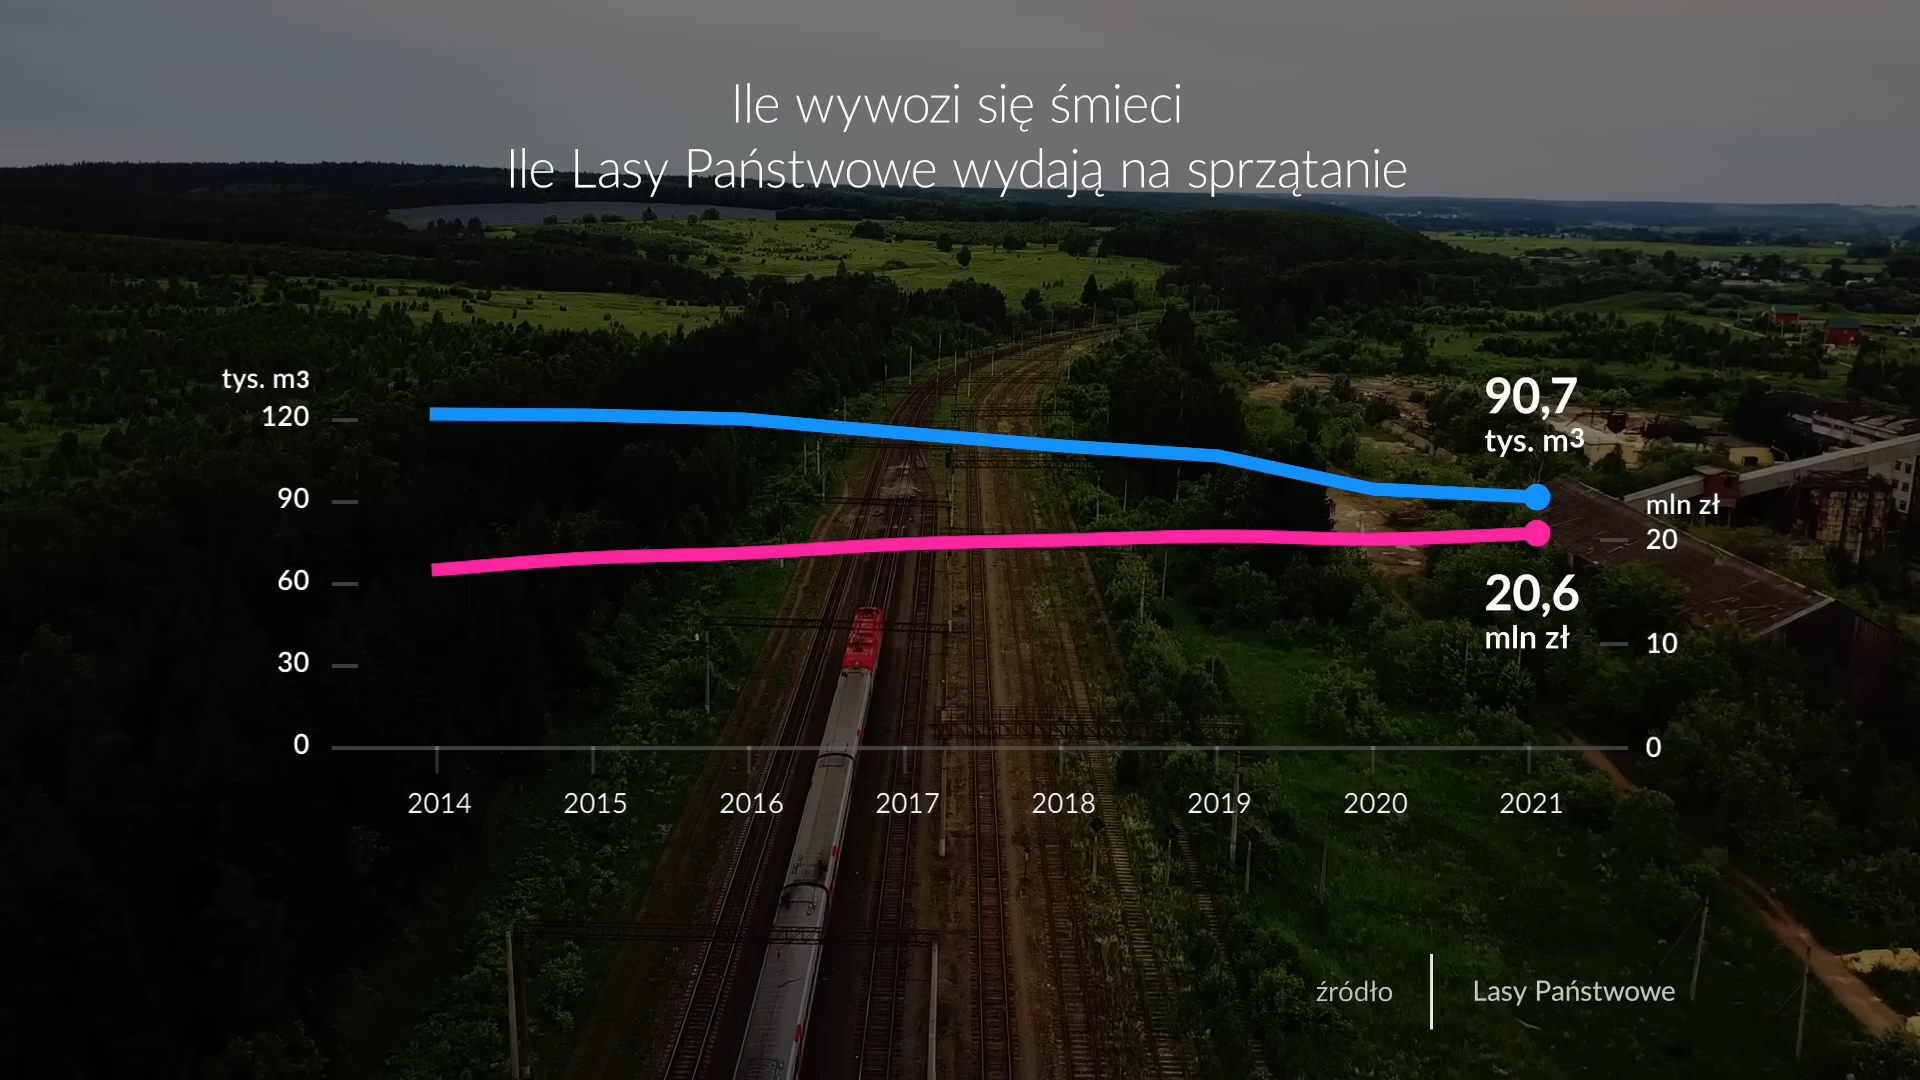 Ile wywozi się śmieci
Ile Lasy Państwowe wydają na sprzątanie
tys. m3
120
90
60
30
0
90,7
tys. m³
20,6
mln zł
mln zł
20
10
0
2014 2015 2016 2017 2018 2019 2020 2021
źródło | Lasy Państwowe